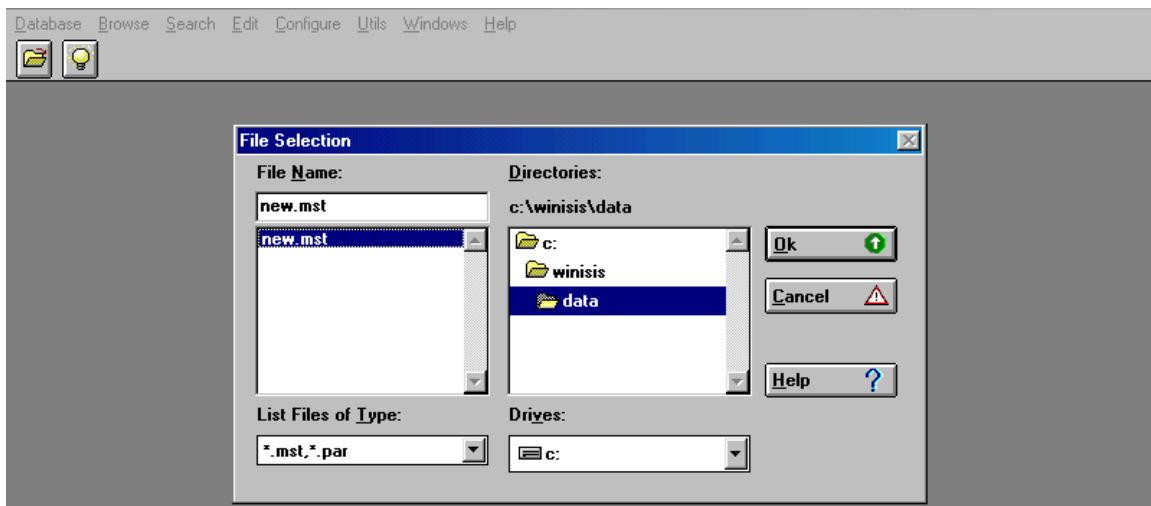 Database Browse Search Edit Configure Utils Windows Help
File Selection
File Name:
new.mst
new.mst
List Files of Type:
*.mst,*.par
Directories:
c:\winisis\data
c:
winisis
data
Drives:
c:
Ok
Cancel
Help ?